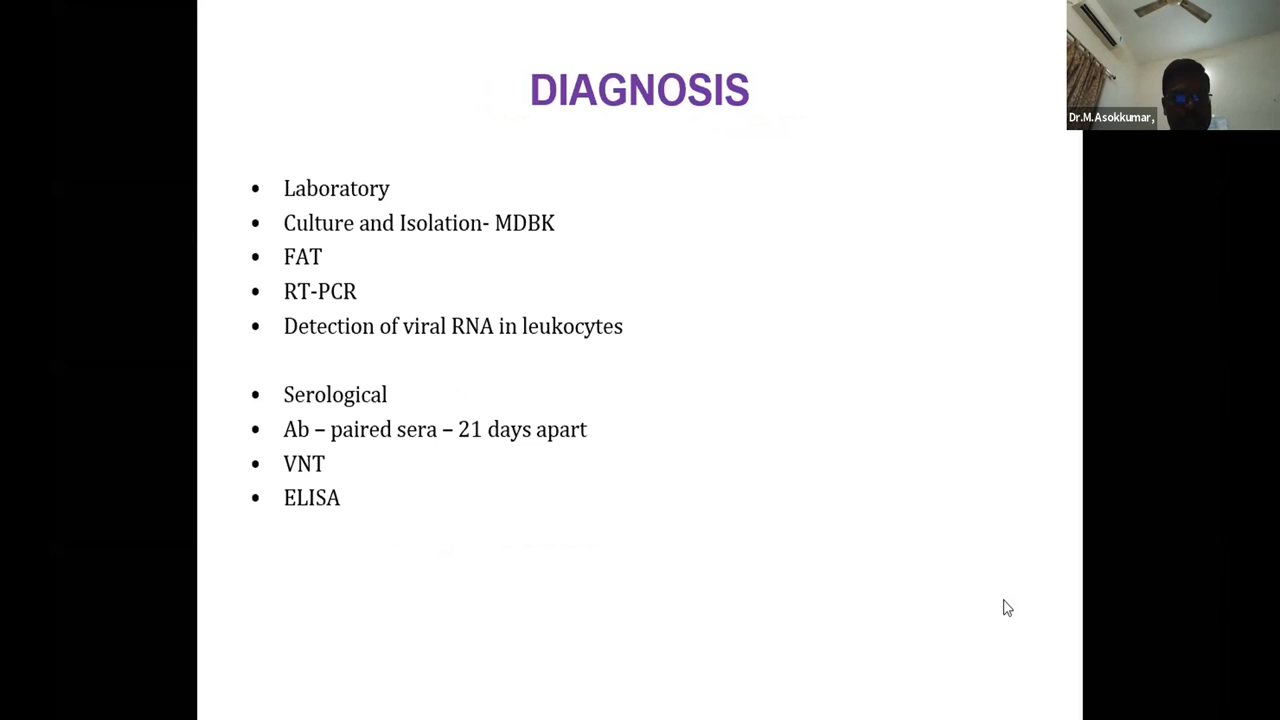 DIAGNOSIS
Dr.M.Asokkumar,
• Laboratory
• Culture and Isolation- MDBK
• FAT
• RT-PCR
• Detection of viral RNA in leukocytes
• Serological
• Ab – paired sera – 21 days apart
• VNT
• ELISA